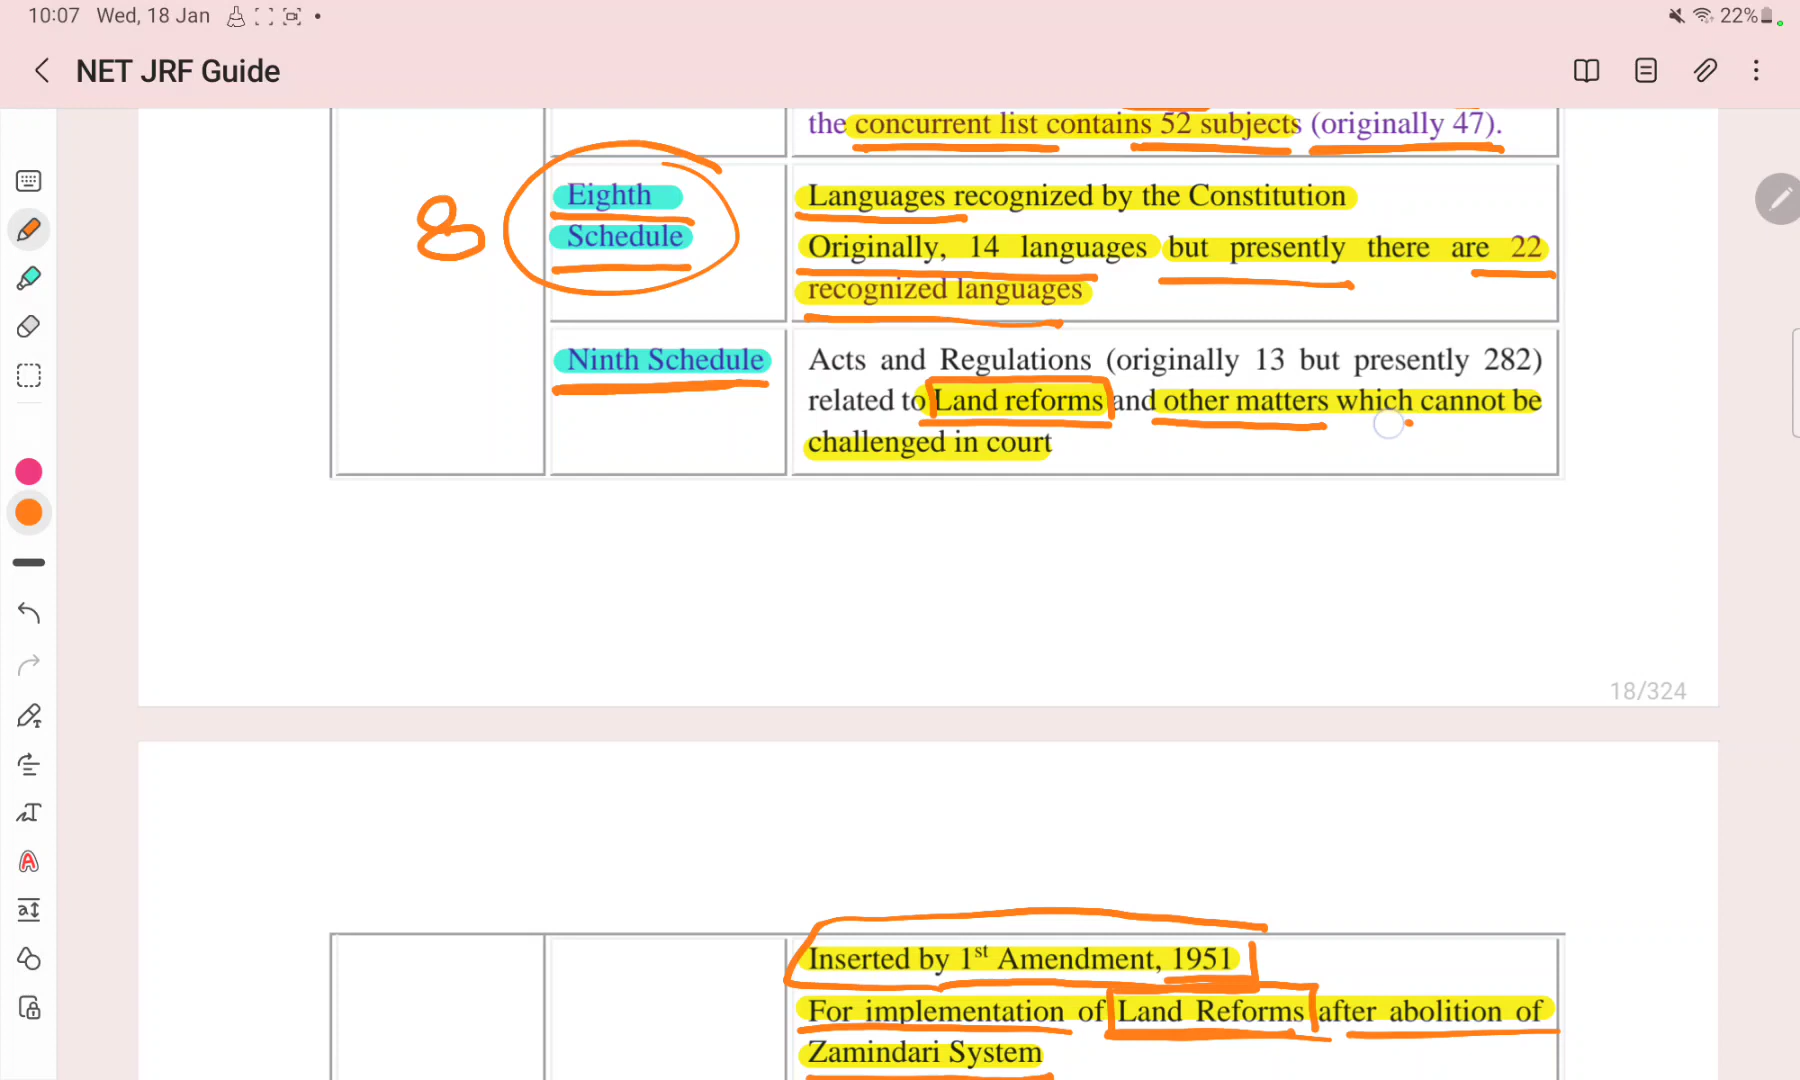 10:07 Wed, 18 Jan
22%
NET JRF Guide
the concurrent list contains 52 subjects (originally 47).
8
Eighth
Schedule
Languages recognized by the Constitution
Originally, 14 languages but presently there are 22
recognized languages
Ninth Schedule
Acts and Regulations (originally 13 but presently 282)
related to Land reforms and other matters which cannot be
challenged in court
18/324
Inserted by 1st Amendment, 1951
For implementation of Land Reforms after abolition of
Zamindari System